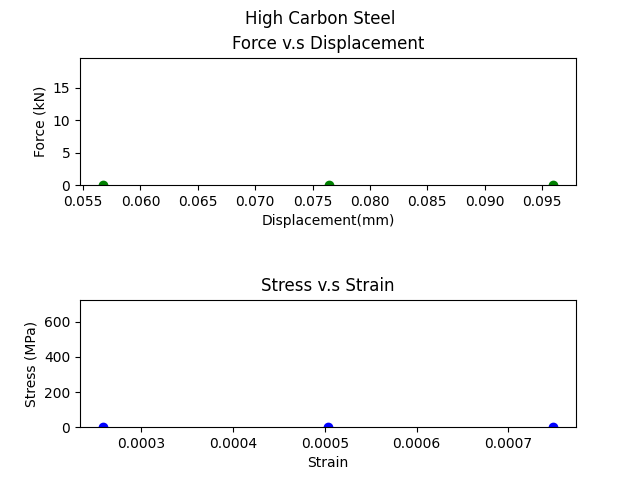 High Carbon Steel
Force v.s Displacement
15
10
5
0
Force (kN)
0.055 0.060 0.065 0.070 0.075 0.080 0.085 0.090 0.095
Displacement(mm)
Stress v.s Strain
600
400
200
0
Stress (MPa)
0.0003 0.0004 0.0005 0.0006 0.0007
Strain